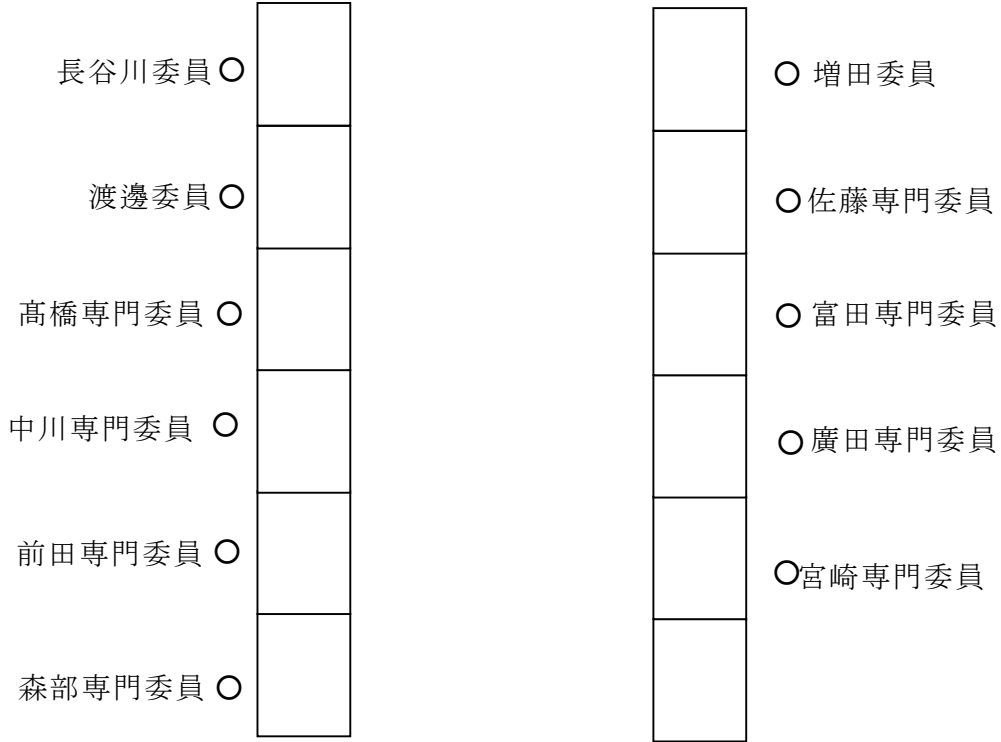 長谷川委員
渡邊委員
髙橋専門委員
中川専門委員
前田専門委員
森部専門委員
増田委員
佐藤専門委員
富田専門委員
廣田専門委員
宮崎専門委員